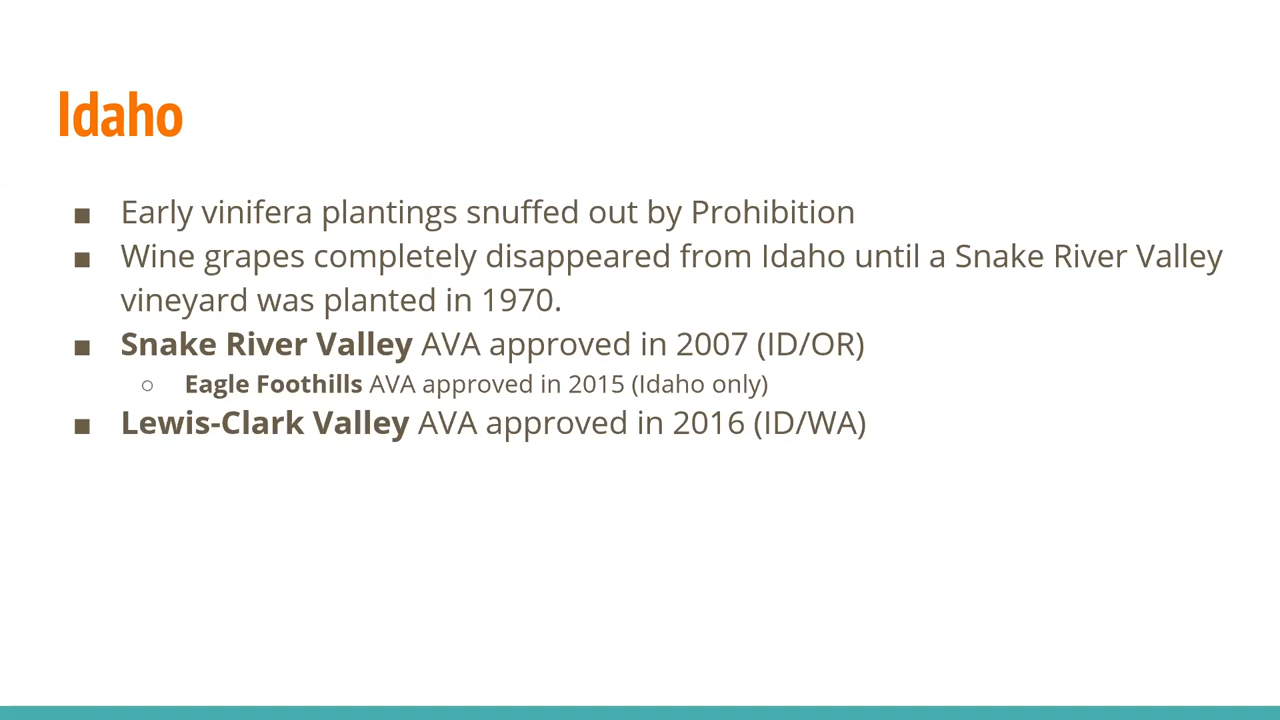 Idaho
■ Early vinifera plantings snuffed out by Prohibition
■ Wine grapes completely disappeared from Idaho until a Snake River Valley
vineyard was planted in 1970.
■ Snake River Valley AVA approved in 2007 (ID/OR)
○ Eagle Foothills AVA approved in 2015 (Idaho only)
■ Lewis-Clark Valley AVA approved in 2016 (ID/WA)